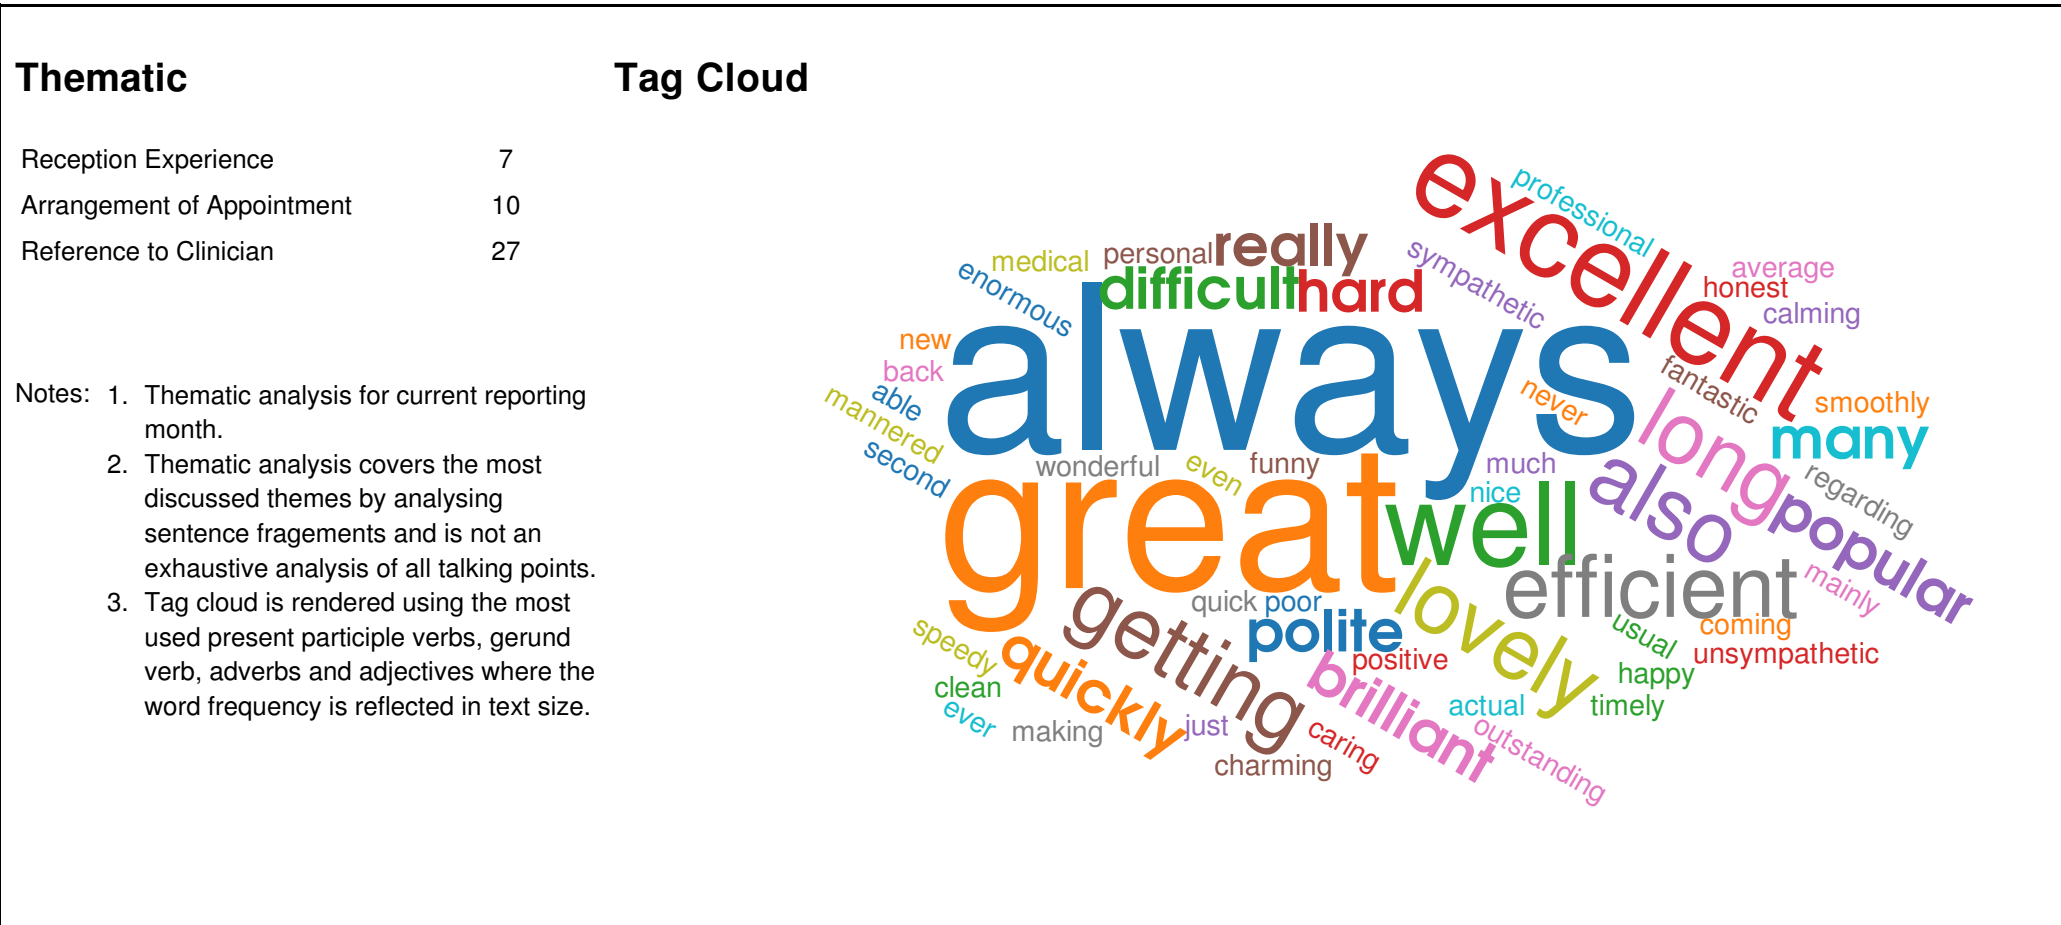 Thematic
Tag Cloud
Reception Experience 7
Arrangement of Appointment 10
Reference to Clinician 27
Notes: 1. Thematic analysis for current reporting
month.
2. Thematic analysis covers the most
discussed themes by analysing
sentence fragements and is not an
exhaustive analysis of all talking points.
3. Tag cloud is rendered using the most
used present participle verbs, gerund
verb, adverbs and adjectives where the
word frequency is reflected in text size.
excellent
professional
really
personal
medical
sympathetic
enormous
average
honest
difficult
hard
calming
always
new
back
able
mannered
second
never
fantastic
smoothly
long
many
wonderful
even
funny
much
nice
also
regarding
great
well
popular
efficient
mainly
quick
poor
lovely
getting
polite
usual
coming
unsympathetic
speedy
quickly
positive
happy
clean
brilliant
actual
timely
ever
making
just
caring
outstanding
charming